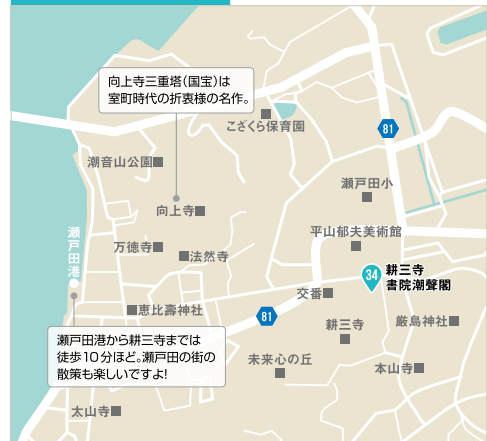 向上寺三重塔（国宝）は
室町時代の折衷様の名作。
こざくら保育園
81
潮音山公園
瀬戸田小
向上寺
瀬戸田港
平山郁夫美術館
万徳寺
法然寺
34
耕三寺
書院潮聲閣
交番
恵比壽神社
81
厳島神社
耕三寺
瀬戸田港から耕三寺までは
徒歩10分ほど。瀬戸田の街の
散策も楽しいですよ!
未来心の丘
本山寺
太山寺